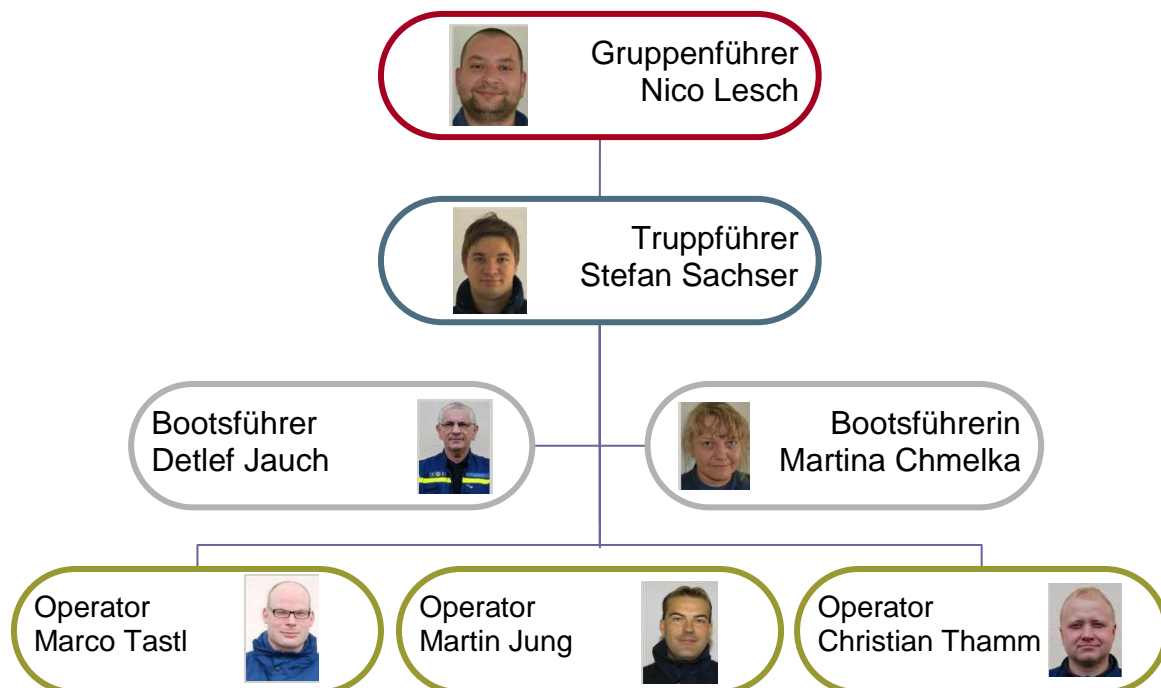 Gruppenführer
Nico Lesch
Truppführer
Stefan Sachser
Bootsführer
Detlef Jauch
Bootsführerin
Martina Chmelka
Operator
Marco Tastl
Operator
Martin Jung
Operator
Christian Thamm